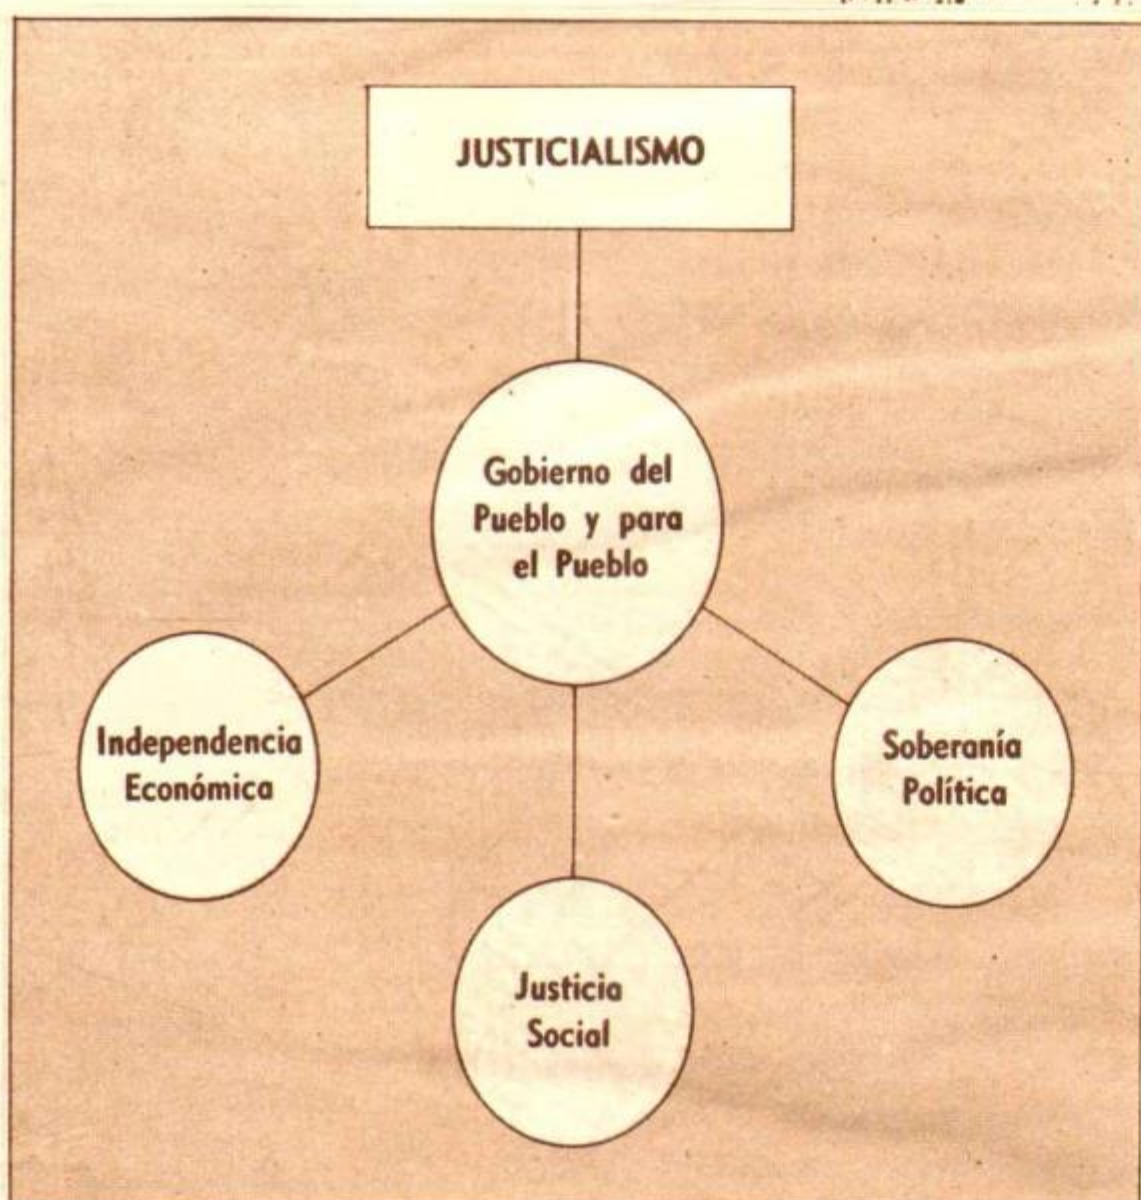 JUSTICIALISMO
Gobierno del
Pueblo y para
el Pueblo
Independencia
Económica
Soberanía
Política
Justicia
Social